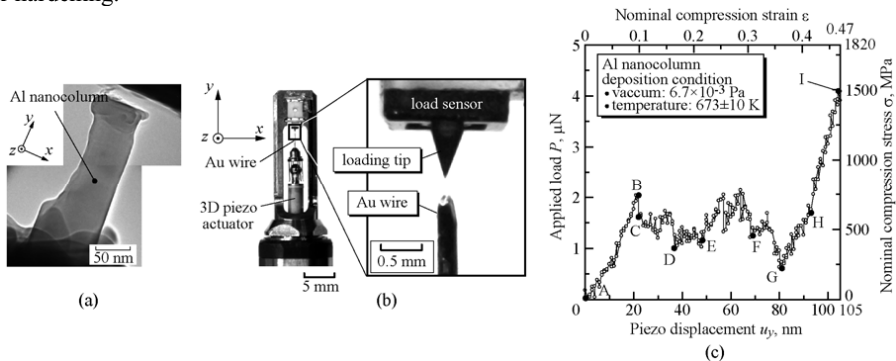 r hardening.
Al nanocolumn
y
z
x
50 nm
(a)
y
z
x
Au wire
3D piezo
actuator
5 mm
load sensor
loading tip
Au wire
0.5 mm
(b)
Nominal compression strain ε
0 0.1 0.2 0.3 0.4 0.47
5
4
3
2
1
0
Applied load P, μN
Al nanocolumn
deposition condition
• vaccum: 6.7×10-3 Pa
• temperature: 673±10 K
A
B
C
D
E
F
G
H
I
1820
1500
1000
500
0
Nominal compression stress σ, MPa
0 20 40 60 80 100 105
Piezo displacement uy, nm
(c)